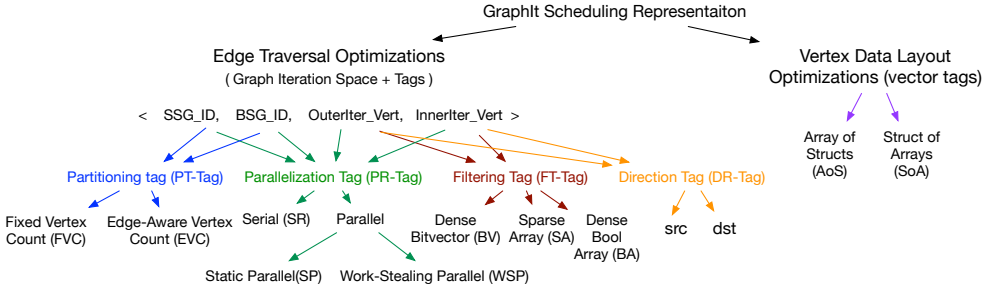 GraphIt Scheduling Representaiton
Edge Traversal Optimizations
( Graph Iteration Space + Tags )
Vertex Data Layout
Optimizations (vector tags)
< SSG_ID, BSG_ID, OuterIter_Vert, InnerIter_Vert >
Array of
Structs
(AoS)
Struct of
Arrays
(SoA)
Partitioning tag (PT-Tag)
Parallelization Tag (PR-Tag)
Filtering Tag (FT-Tag)
Direction Tag (DR-Tag)
Fixed Vertex
Count (FVC)
Edge-Aware Vertex
Count (EVC)
Serial (SR)
Parallel
Dense
Bitvector (BV)
Sparse
Array (SA)
Dense
Bool
Array (BA)
src
dst
Static Parallel(SP)
Work-Stealing Parallel (WSP)